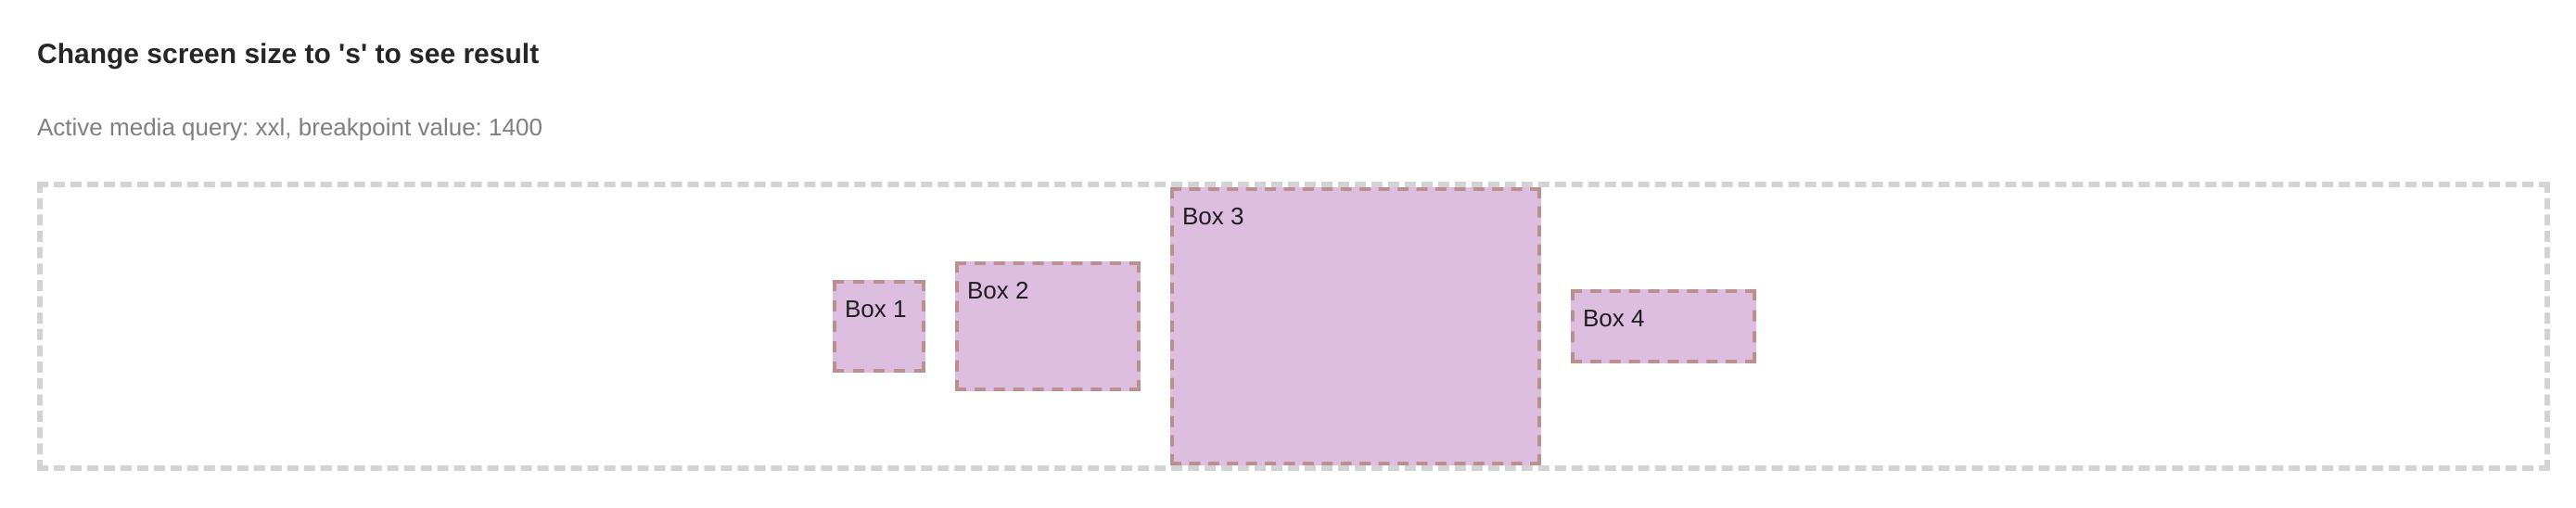 Change screen size to 's' to see result
Active media query: xxl, breakpoint value: 1400
Box 1
Box 2
Box 3
Box 4